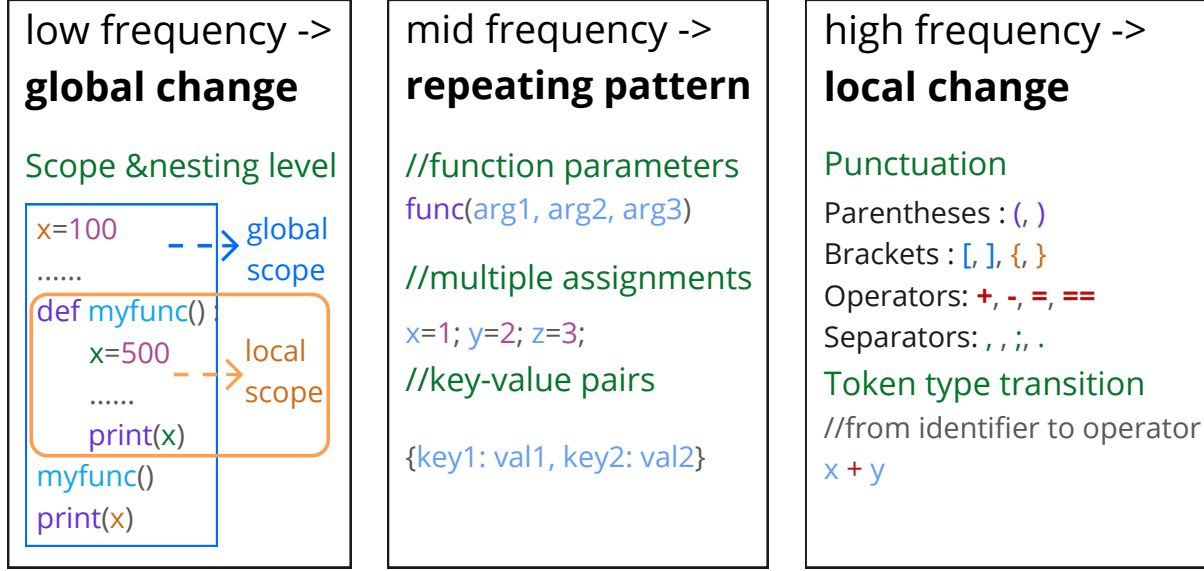 low frequency ->
global change
Scope &nesting level
x=100
global
scope
......
def myfunc() :
x=500
local
scope
......
print(x)
myfunc()
print(x)
mid frequency ->
repeating pattern
//function parameters
func(arg1, arg2, arg3)
//multiple assignments
x=1; y=2; z=3;
//key-value pairs
{key1: val1, key2: val2}
high frequency ->
local change
Punctuation
Parentheses : (, )
Brackets : [, ], {, }
Operators: +, -, =, ==
Separators: , , ;, .
Token type transition
//from identifier to operator
x + y